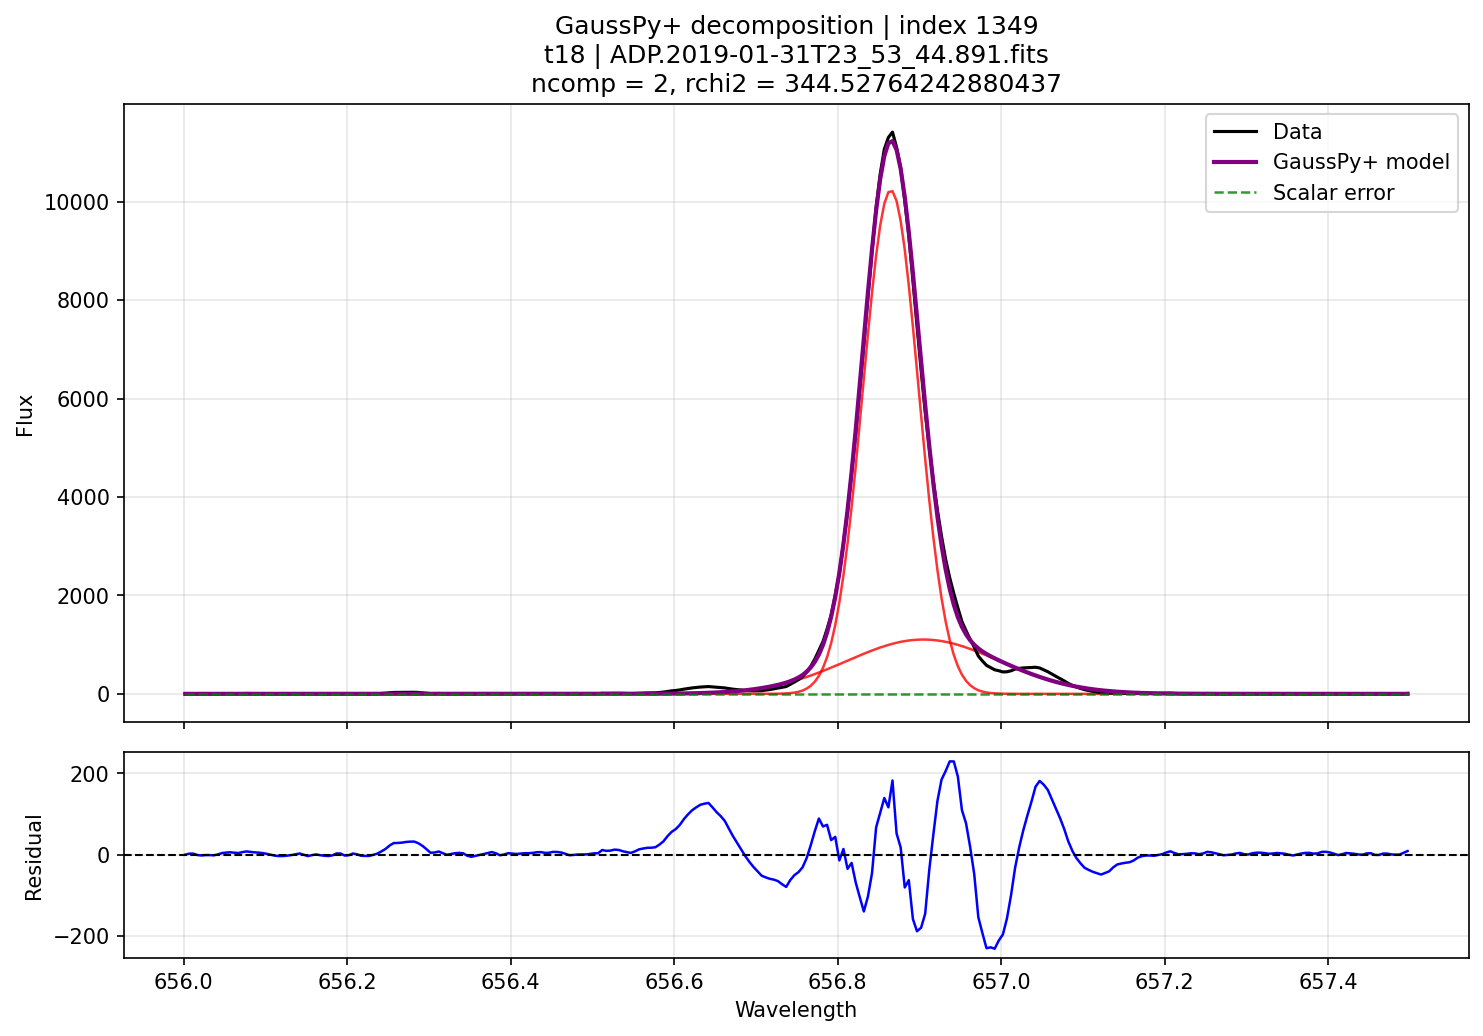 GaussPy+ decomposition | index 1349
t18 | ADP.2019-01-31T23_53_44.891.fits
ncomp = 2, rchi2 = 344.52764242880437
Data
GaussPy+ model
Scalar error
Flux
10000
8000
6000
4000
2000
0
Residual
200
0
−200
656.0 656.2 656.4 656.6 656.8 657.0 657.2 657.4
Wavelength